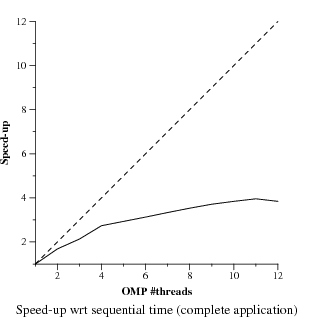 12
10
8
6
4
2
Speed-up
2 4 6 8 10 12
OMP #threads
Speed-up wrt sequential time (complete application)